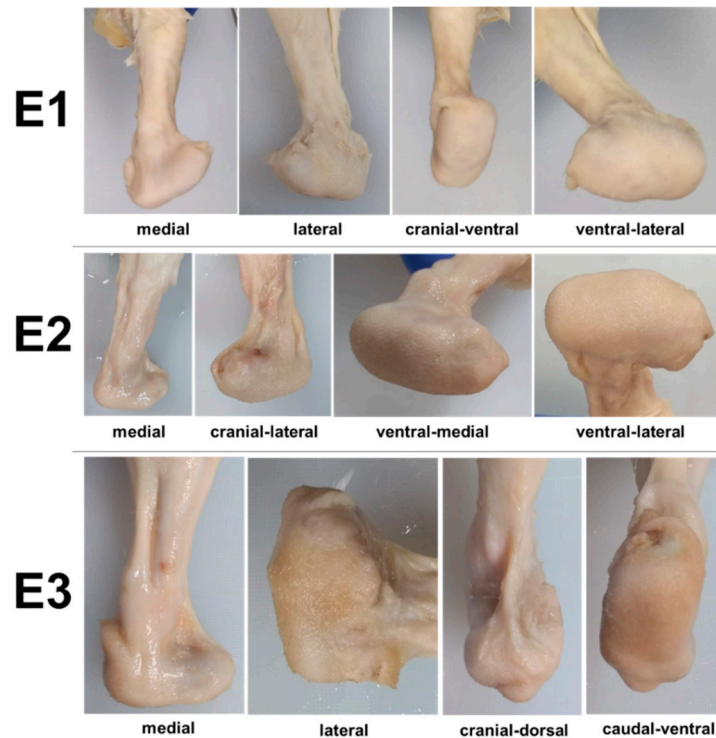 E1
medial lateral cranial-ventral ventral-lateral
E2
medial cranial-lateral ventral-medial ventral-lateral
E3
medial lateral cranial-dorsal caudal-ventral